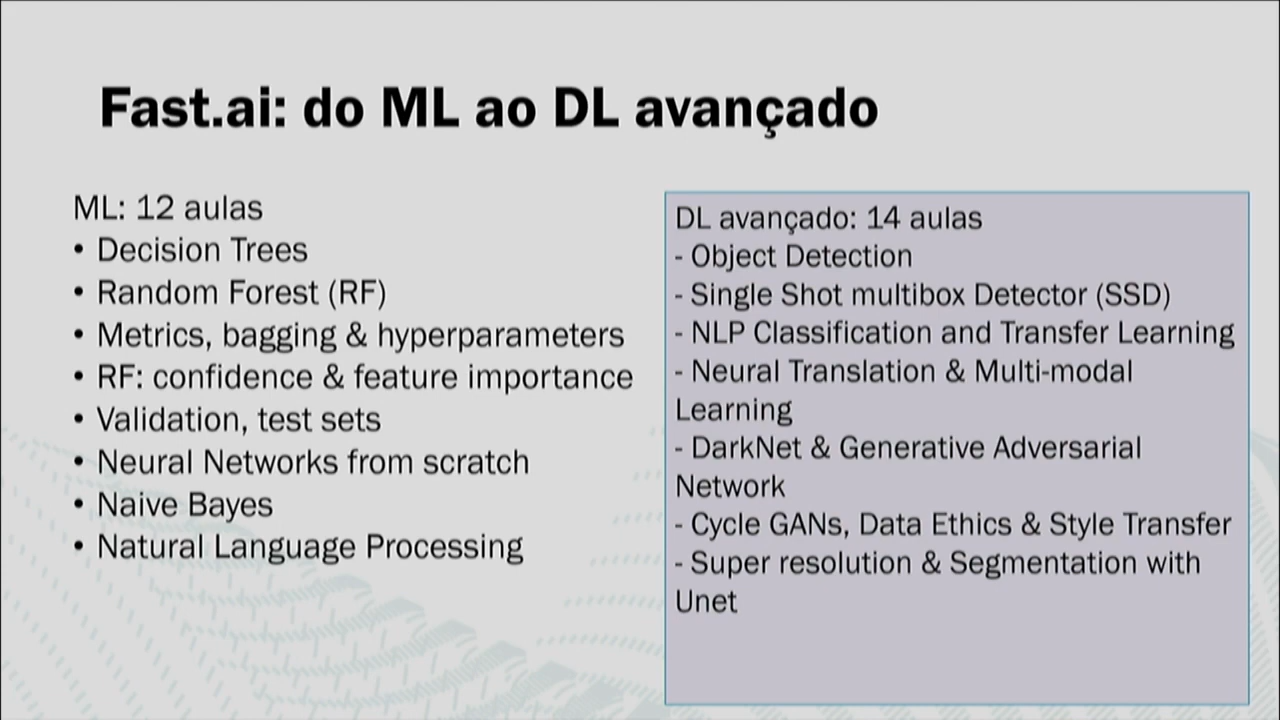 Fast.ai: do ML ao DL avançado
ML: 12 aulas
• Decision Trees
• Random Forest (RF)
• Metrics, bagging & hyperparameters
• RF: confidence & feature importance
• Validation, test sets
• Neural Networks from scratch
• Naive Bayes
• Natural Language Processing
DL avançado: 14 aulas
- Object Detection
- Single Shot multibox Detector (SSD)
- NLP Classification and Transfer Learning
- Neural Translation & Multi-modal
Learning
- DarkNet & Generative Adversarial
Network
- Cycle GANs, Data Ethics & Style Transfer
- Super resolution & Segmentation with
Unet